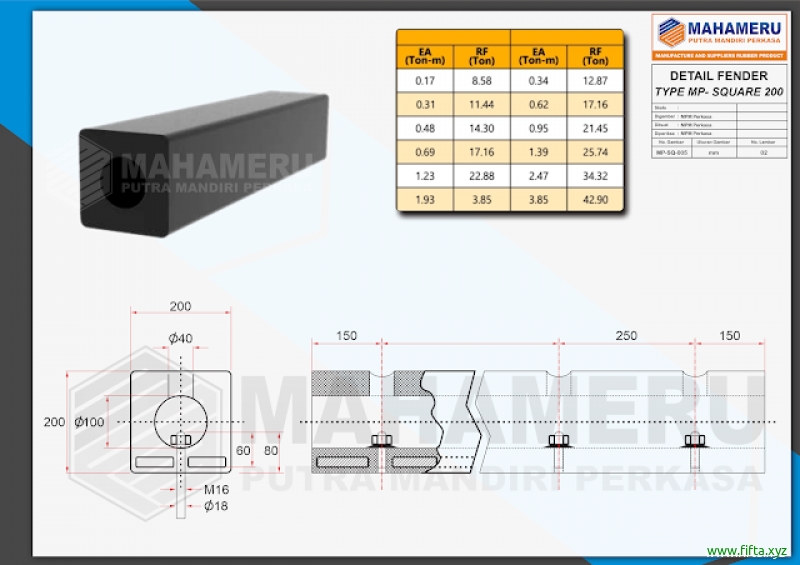 MAHAMERU
PUTRA MANDIRI PERKASA
MANUFACTURE AND SUPPLIERS RUBBER PRODUCT
DETAIL FENDER
TYPE MP- SQUARE 200
Skala :
Digambar : WPIR Perkasa
Dibuat : WPIR Perkasa
Diperiksa : WPIR Perkasa
No. Gambar Ukuran Gambar No. Lembar
MP-SQ-005 mm 02
EA RF EA RF
(Ton-m) (Ton) (Ton-m) (Ton)
0.17 8.58 0.34 12.87
0.31 11.44 0.62 17.16
0.48 14.30 0.95 21.45
0.69 17.16 1.39 25.74
1.23 22.88 2.47 34.32
1.93 3.85 3.85 42.90
MAHAMERU
PUTRA MANDIRI PERKASA
200
Ø40
200 Ø100
60 80
M16
Ø18
150 250 150
MAHAMERU
PUTRA MANDIRI PERKASA
www.fifta.xyz